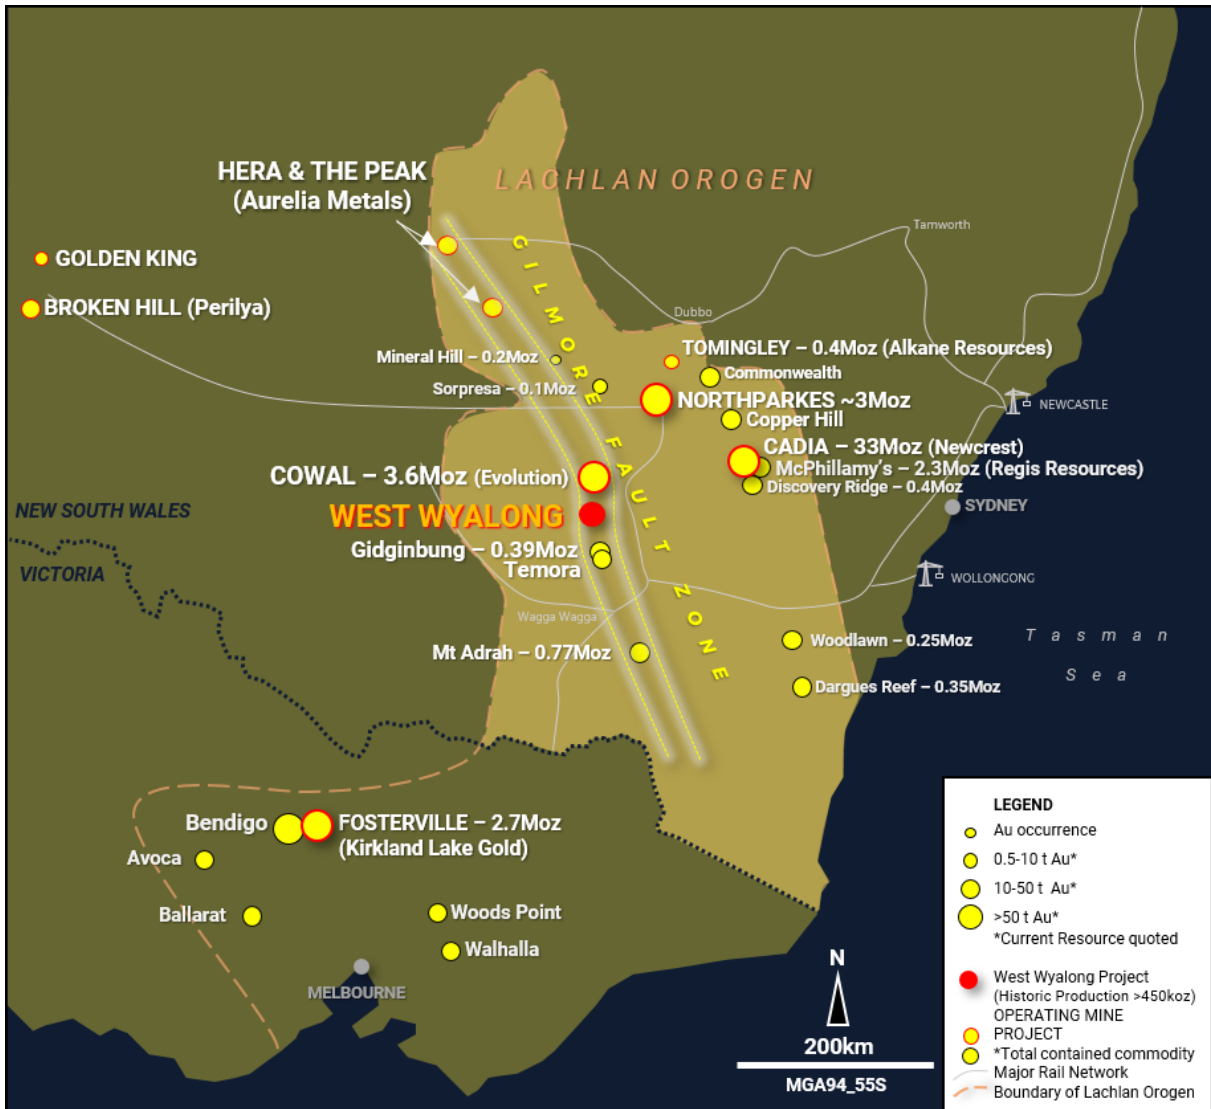 LACHLAN OROGEN
HERA & THE PEAK
(Aurelia Metals)
Tamworth
GILMORE FAULT ZONE
GOLDEN KING
BROKEN HILL (Perilya)
Dubbo
TOMINGLEY – 0.4Moz (Alkane Resources)
Mineral Hill – 0.2Moz
Commonwealth
Sorpresa – 0.1Moz
NORTHPARKES ~3Moz
NEWCASTLE
Copper Hill
CADIA – 33Moz (Newcrest)
McPhillamy's – 2.3Moz (Regis Resources)
COWAL – 3.6Moz (Evolution)
Discovery Ridge – 0.4Moz
NEW SOUTH WALES
WEST WYALONG
SYDNEY
Gidginbung – 0.39Moz
VICTORIA
Temora
WOLLONGONG
Wagga Wagga
Tasman
Sea
Woodlawn – 0.25Moz
Mt Adrah – 0.77Moz
Dargues Reef – 0.35Moz
Bendigo
FOSTERVILLE – 2.7Moz
(Kirkland Lake Gold)
Avoca
Ballarat
Woods Point
Walhalla
MELBOURNE
N
200km
MGA94_55S
LEGEND
Au occurrence
0.5-10 t Au*
10-50 t Au*
>50 t Au*
*Current Resource quoted
West Wyalong Project
(Historic Production >450koz)
OPERATING MINE
PROJECT
*Total contained commodity
Major Rail Network
Boundary of Lachlan Orogen